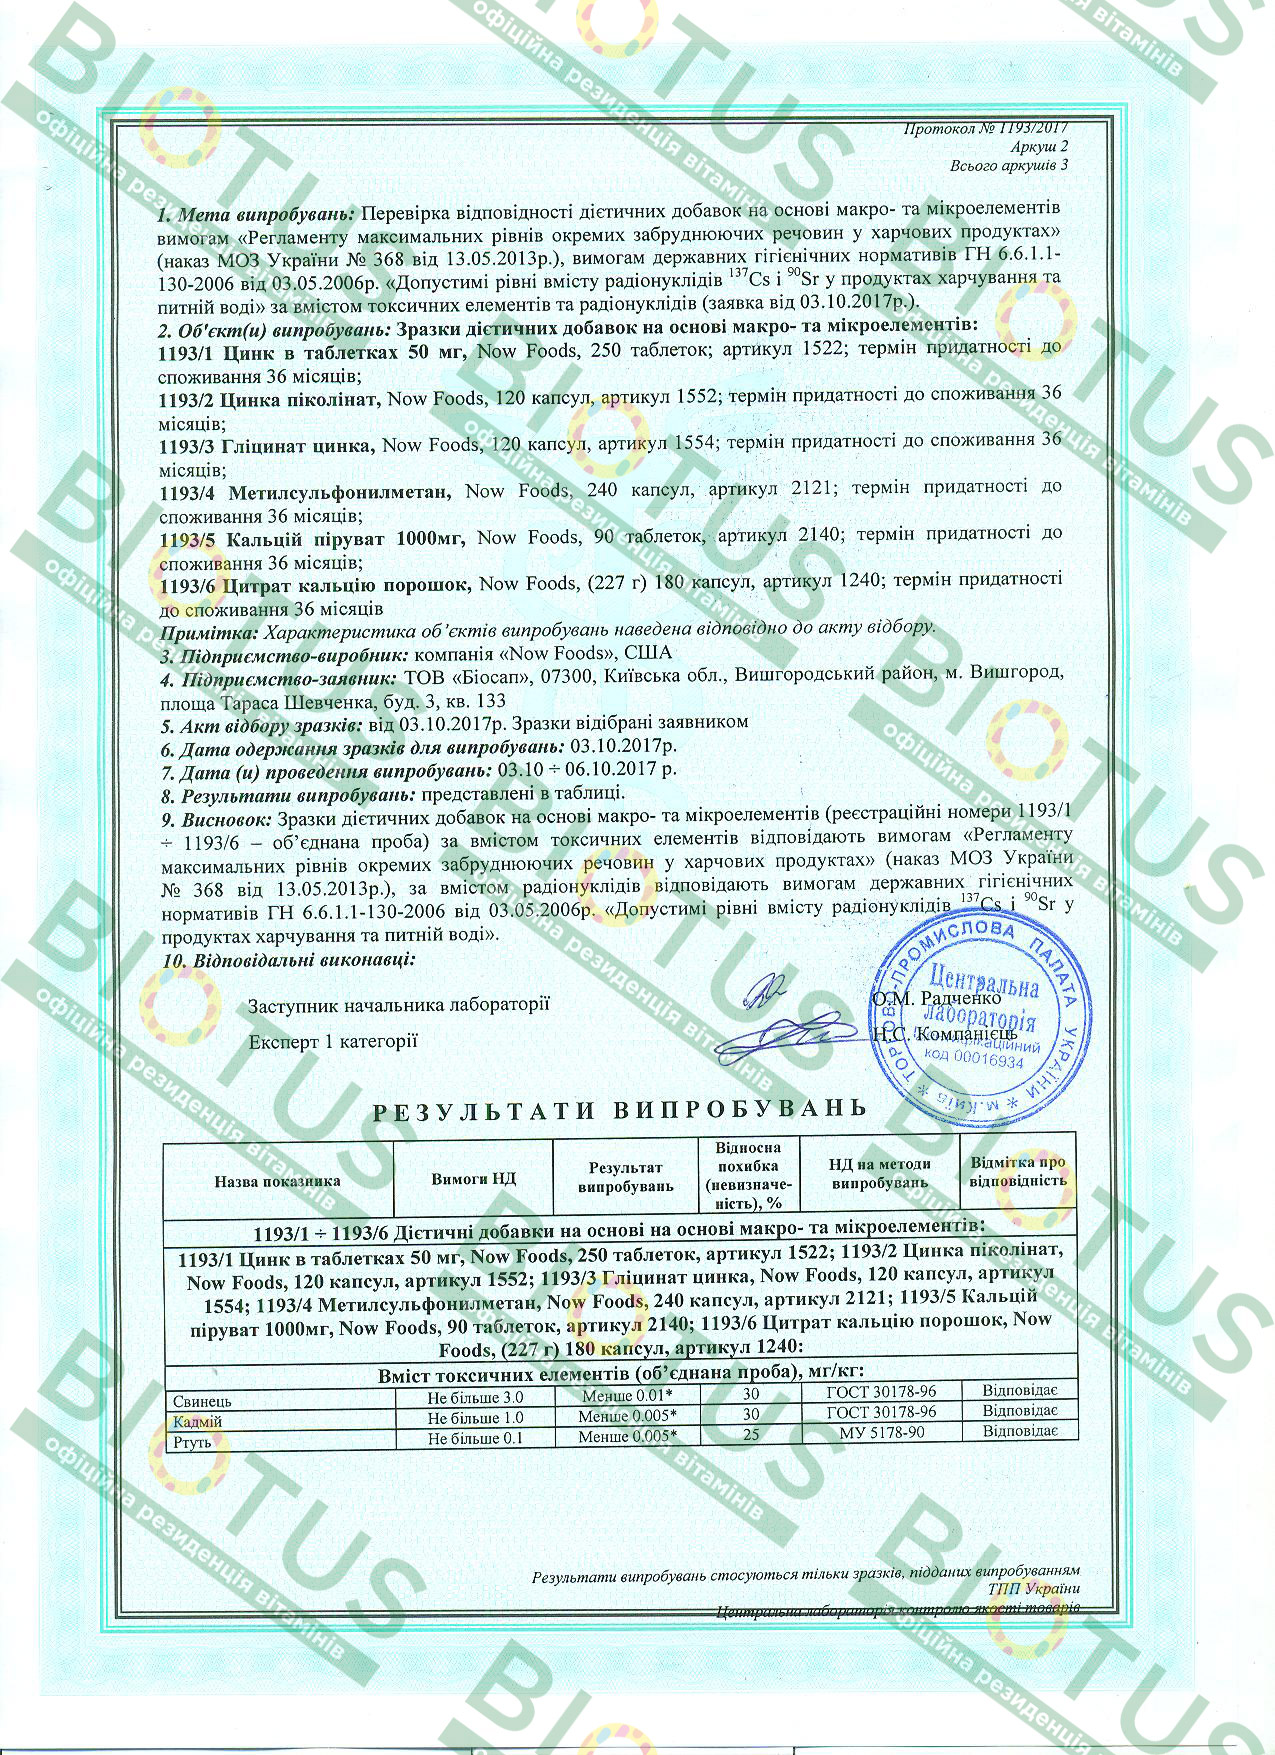 Протокол № 1193/2017
Аркуш 2
Всього аркушів 3
1. Мета випробувань: Перевірка відповідності дієтичних добавок на основі макро- та мікроелементів
вимогам «Регламенту максимальних рівнів окремих забруднюючих речовин у харчових продуктах»
(наказ МОЗ України № 368 від 13.05.2013р.), вимогам державних гігієнічних нормативів ГН 6.6.1.1-
130-2006 від 03.05.2006р. «Допустимі рівні вмісту радіонуклідів 137Cs і 90Sr у продуктах харчування та
питній воді» за вмістом токсичних елементів та радіонуклідів (заявка від 03.10.2017р.).
2. Об'єкт(и) випробувань: Зразки дієтичних добавок на основі макро- та мікроелементів:
1193/1 Цинк в таблетках 50 мг, Now Foods, 250 таблеток; артикул 1522; термін придатності до
споживання 36 місяців;
1193/2 Цинка піколінат, Now Foods, 120 капсул, артикул 1552; термін придатності до споживання 36
місяців;
1193/3 Гліцинат цинка, Now Foods, 120 капсул, артикул 1554; термін придатності до споживання 36
місяців;
1193/4 Метилсульфонилметан, Now Foods, 240 капсул, артикул 2121; термін придатності до
споживання 36 місяців;
1193/5 Кальцій піруват 1000мг, Now Foods, 90 таблеток, артикул 2140; термін придатності до
споживання 36 місяців;
1193/6 Цитрат кальцію порошок, Now Foods, (227 г) 180 капсул, артикул 1240; термін придатності
до споживання 36 місяців
Примітка: Характеристика об’єктів випробувань наведена відповідно до акту відбору.
3. Підприємство-виробник: компанія «Now Foods», США
4. Підприємство-заявник: ТОВ «Біосап», 07300, Київська обл., Вишгородський район, м. Вишгород,
площа Тараса Шевченка, буд. 3, кв. 133
5. Акт відбору зразків: від 03.10.2017р. Зразки відібрані заявником
6. Дата одержання зразків для випробувань: 03.10.2017р.
7. Дата (и) проведення випробувань: 03.10 ÷ 06.10.2017 р.
8. Результати випробувань: представлені в таблиці.
9. Висновок: Зразки дієтичних добавок на основі макро- та мікроелементів (реєстраційні номери 1193/1
÷ 1193/6 – об’єднана проба) за вмістом токсичних елементів відповідають вимогам «Регламенту
максимальних рівнів окремих забруднюючих речовин у харчових продуктах» (наказ МОЗ України
№ 368 від 13.05.2013р.), за вмістом радіонуклідів відповідають вимогам державних гігієнічних
нормативів ГН 6.6.1.1-130-2006 від 03.05.2006р. «Допустимі рівні вмісту радіонуклідів 137Cs і 90Sr у
продуктах харчування та питній воді».
10. Відповідальні виконавці:
Заступник начальника лабораторії О.М. Радченко
Експерт 1 категорії Н.С. Компанієць
ТОРГОВО-ПРОМИСЛОВА ПАЛАТА УКРАЇНИ * м.Київ *
Центральна
лабораторія
Ідентифікаційний
код 00016934
РЕЗУЛЬТАТИ ВИПРОБУВАНЬ
Назва показника Вимоги НД Результат випробувань Відносна похибка (невизначе-ність), % НД на методи випробувань Відмітка про відповідність
1193/1 ÷ 1193/6 Дієтичні добавки на основі на основі макро- та мікроелементів:
1193/1 Цинк в таблетках 50 мг, Now Foods, 250 таблеток, артикул 1522; 1193/2 Цинка піколінат,
Now Foods, 120 капсул, артикул 1552; 1193/3 Гліцинат цинка, Now Foods, 120 капсул, артикул
1554; 1193/4 Метилсульфонилметан, Now Foods, 240 капсул, артикул 2121; 1193/5 Кальцій
піруват 1000мг, Now Foods, 90 таблеток, артикул 2140; 1193/6 Цитрат кальцію порошок, Now
Foods, (227 г) 180 капсул, артикул 1240:
Вміст токсичних елементів (об’єднана проба), мг/кг:
Свинець Не більше 3.0 Менше 0.01* 30 ГОСТ 30178-96 Відповідає
Кадмій Не більше 1.0 Менше 0.005* 30 ГОСТ 30178-96 Відповідає
Ртуть Не більше 0.1 Менше 0.005* 25 МУ 5178-90 Відповідає
Результати випробувань стосуються тільки зразків, підданих випробуванням
ТПП України
Центральна лабораторія контролю якості товарів
BIOTUS
офіційна резиденція вітамінів